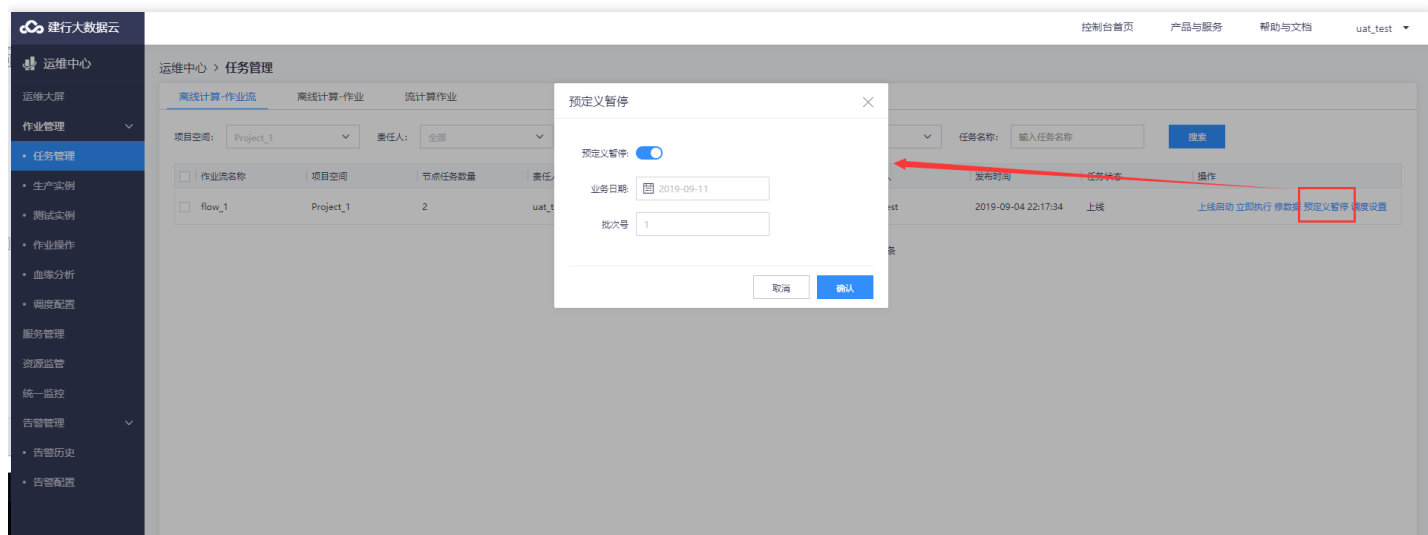 建行大数据云
控制台首页 产品与服务 帮助与文档 uat_test
运维中心
运维大屏
作业管理
• 任务管理
• 生产实例
• 测试实例
• 作业操作
• 血缘分析
• 调度配置
服务管理
资源监管
统一监控
告警管理
• 告警历史
• 告警配置
运维中心 > 任务管理
离线计算-作业流 离线计算-作业 流计算作业
项目空间: Project_1 责任人: 全部 任务名称: 输入任务名称 搜索
作业流名称 项目空间 节点任务数量 责任 发布时间 任务状态 操作
flow_1 Project_1 2 uat_t est 2019-09-04 22:17:34 上线 上线启动 立即执行 修数据 预定义暂停 调度设置
条
预定义暂停
预定义暂停:
业务日期: 2019-09-11
批次号 1
取消 确认